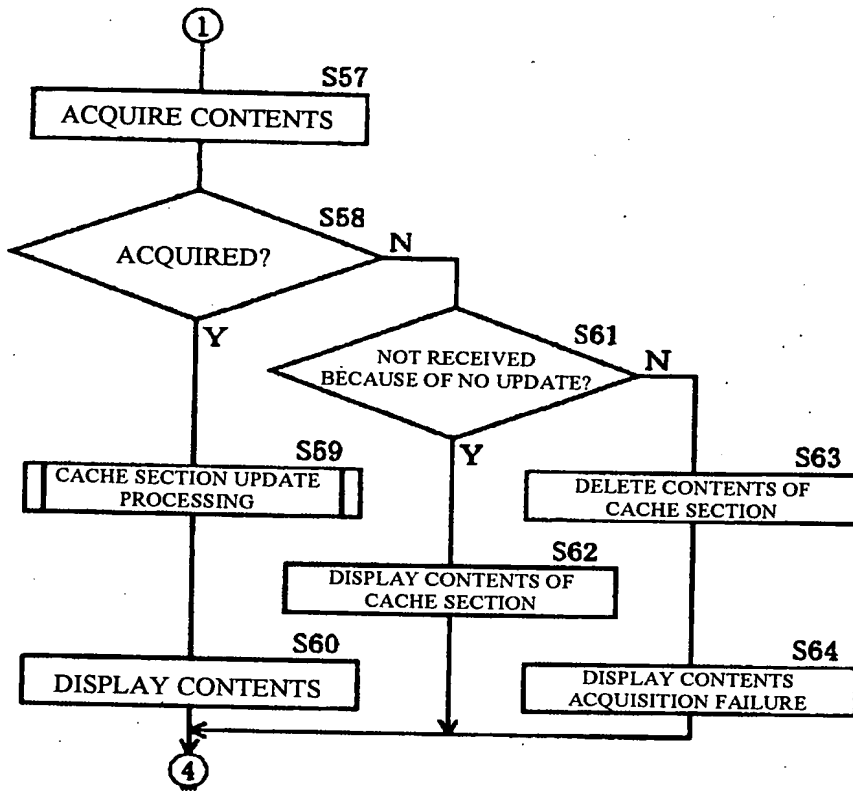 1
S57
ACQUIRE CONTENTS
S58
ACQUIRED?
N
Y
S61
NOT RECEIVED
BECAUSE OF NO UPDATE?
N
Y
S59
CACHE SECTION UPDATE
PROCESSING
S63
DELETE CONTENTS OF
CACHE SECTION
S62
DISPLAY CONTENTS OF
CACHE SECTION
S60
DISPLAY CONTENTS
S64
DISPLAY CONTENTS
ACQUISITION FAILURE
4